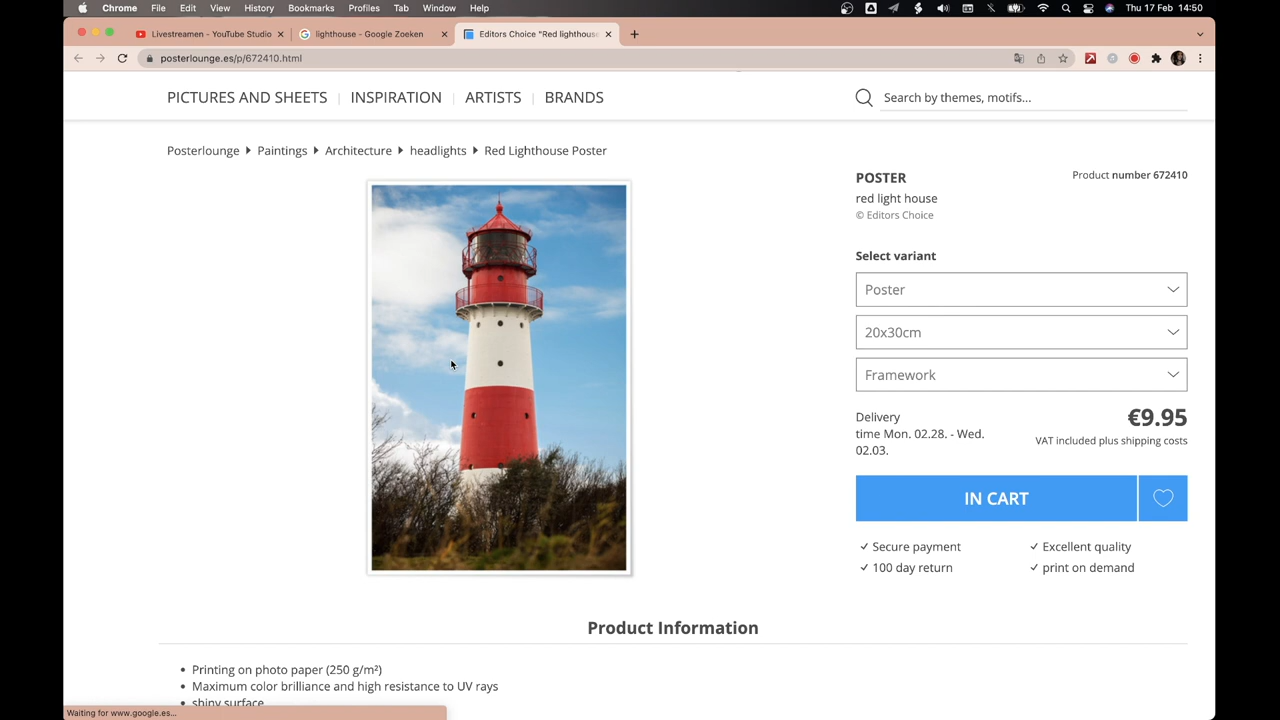 Chrome File Edit View History Bookmarks Profiles Tab Window Help
Thu 17 Feb 14:50
Livestreamen - YouTube Studio
lighthouse - Google Zoeken
Editors Choice "Red lighthouse
posterlounge.es/p/672410.html
PICTURES AND SHEETS INSPIRATION ARTISTS BRANDS
Search by themes, motifs...
Posterlounge Paintings Architecture headlights Red Lighthouse Poster
POSTER
Product number 672410
red light house
© Editors Choice
Select variant
Poster
20x30cm
Framework
Delivery
time Mon. 02.28. - Wed.
02.03.
€9.95
VAT included plus shipping costs
IN CART
✓ Secure payment
✓ Excellent quality
✓ 100 day return
✓ print on demand
Product Information
• Printing on photo paper (250 g/m²)
• Maximum color brilliance and high resistance to UV rays
• shiny surface
Waiting for www.google.es...